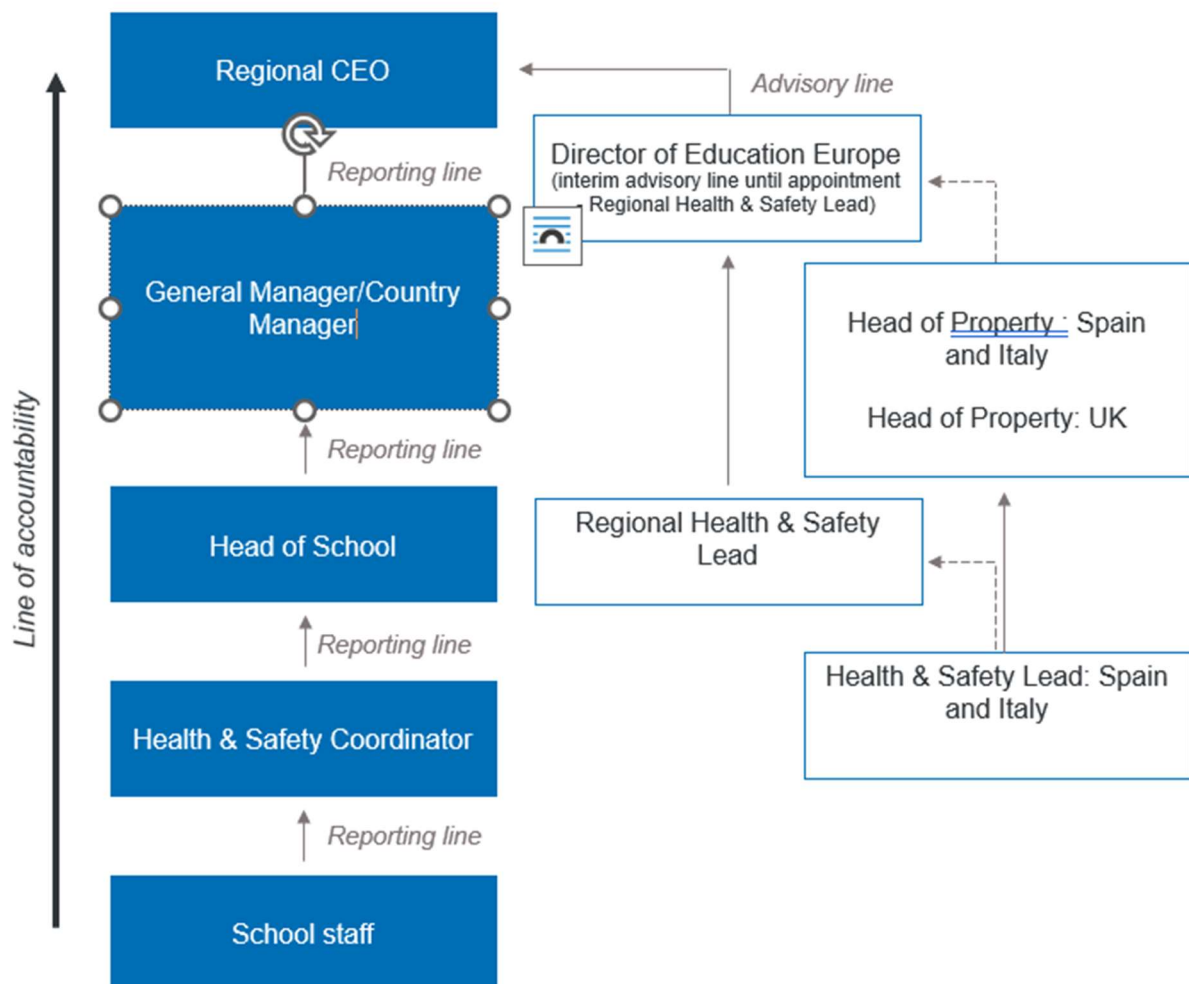 Regional CEO
Advisory line
Reporting line
Director of Education Europe
(interim advisory line until appointment
- Regional Health & Safety Lead)
General Manager/Country
Manager
Head of Property : Spain
and Italy
Head of Property: UK
Line of accountability
Reporting line
Head of School
Regional Health & Safety
Lead
Reporting line
Health & Safety Coordinator
Health & Safety Lead: Spain
and Italy
Reporting line
School staff